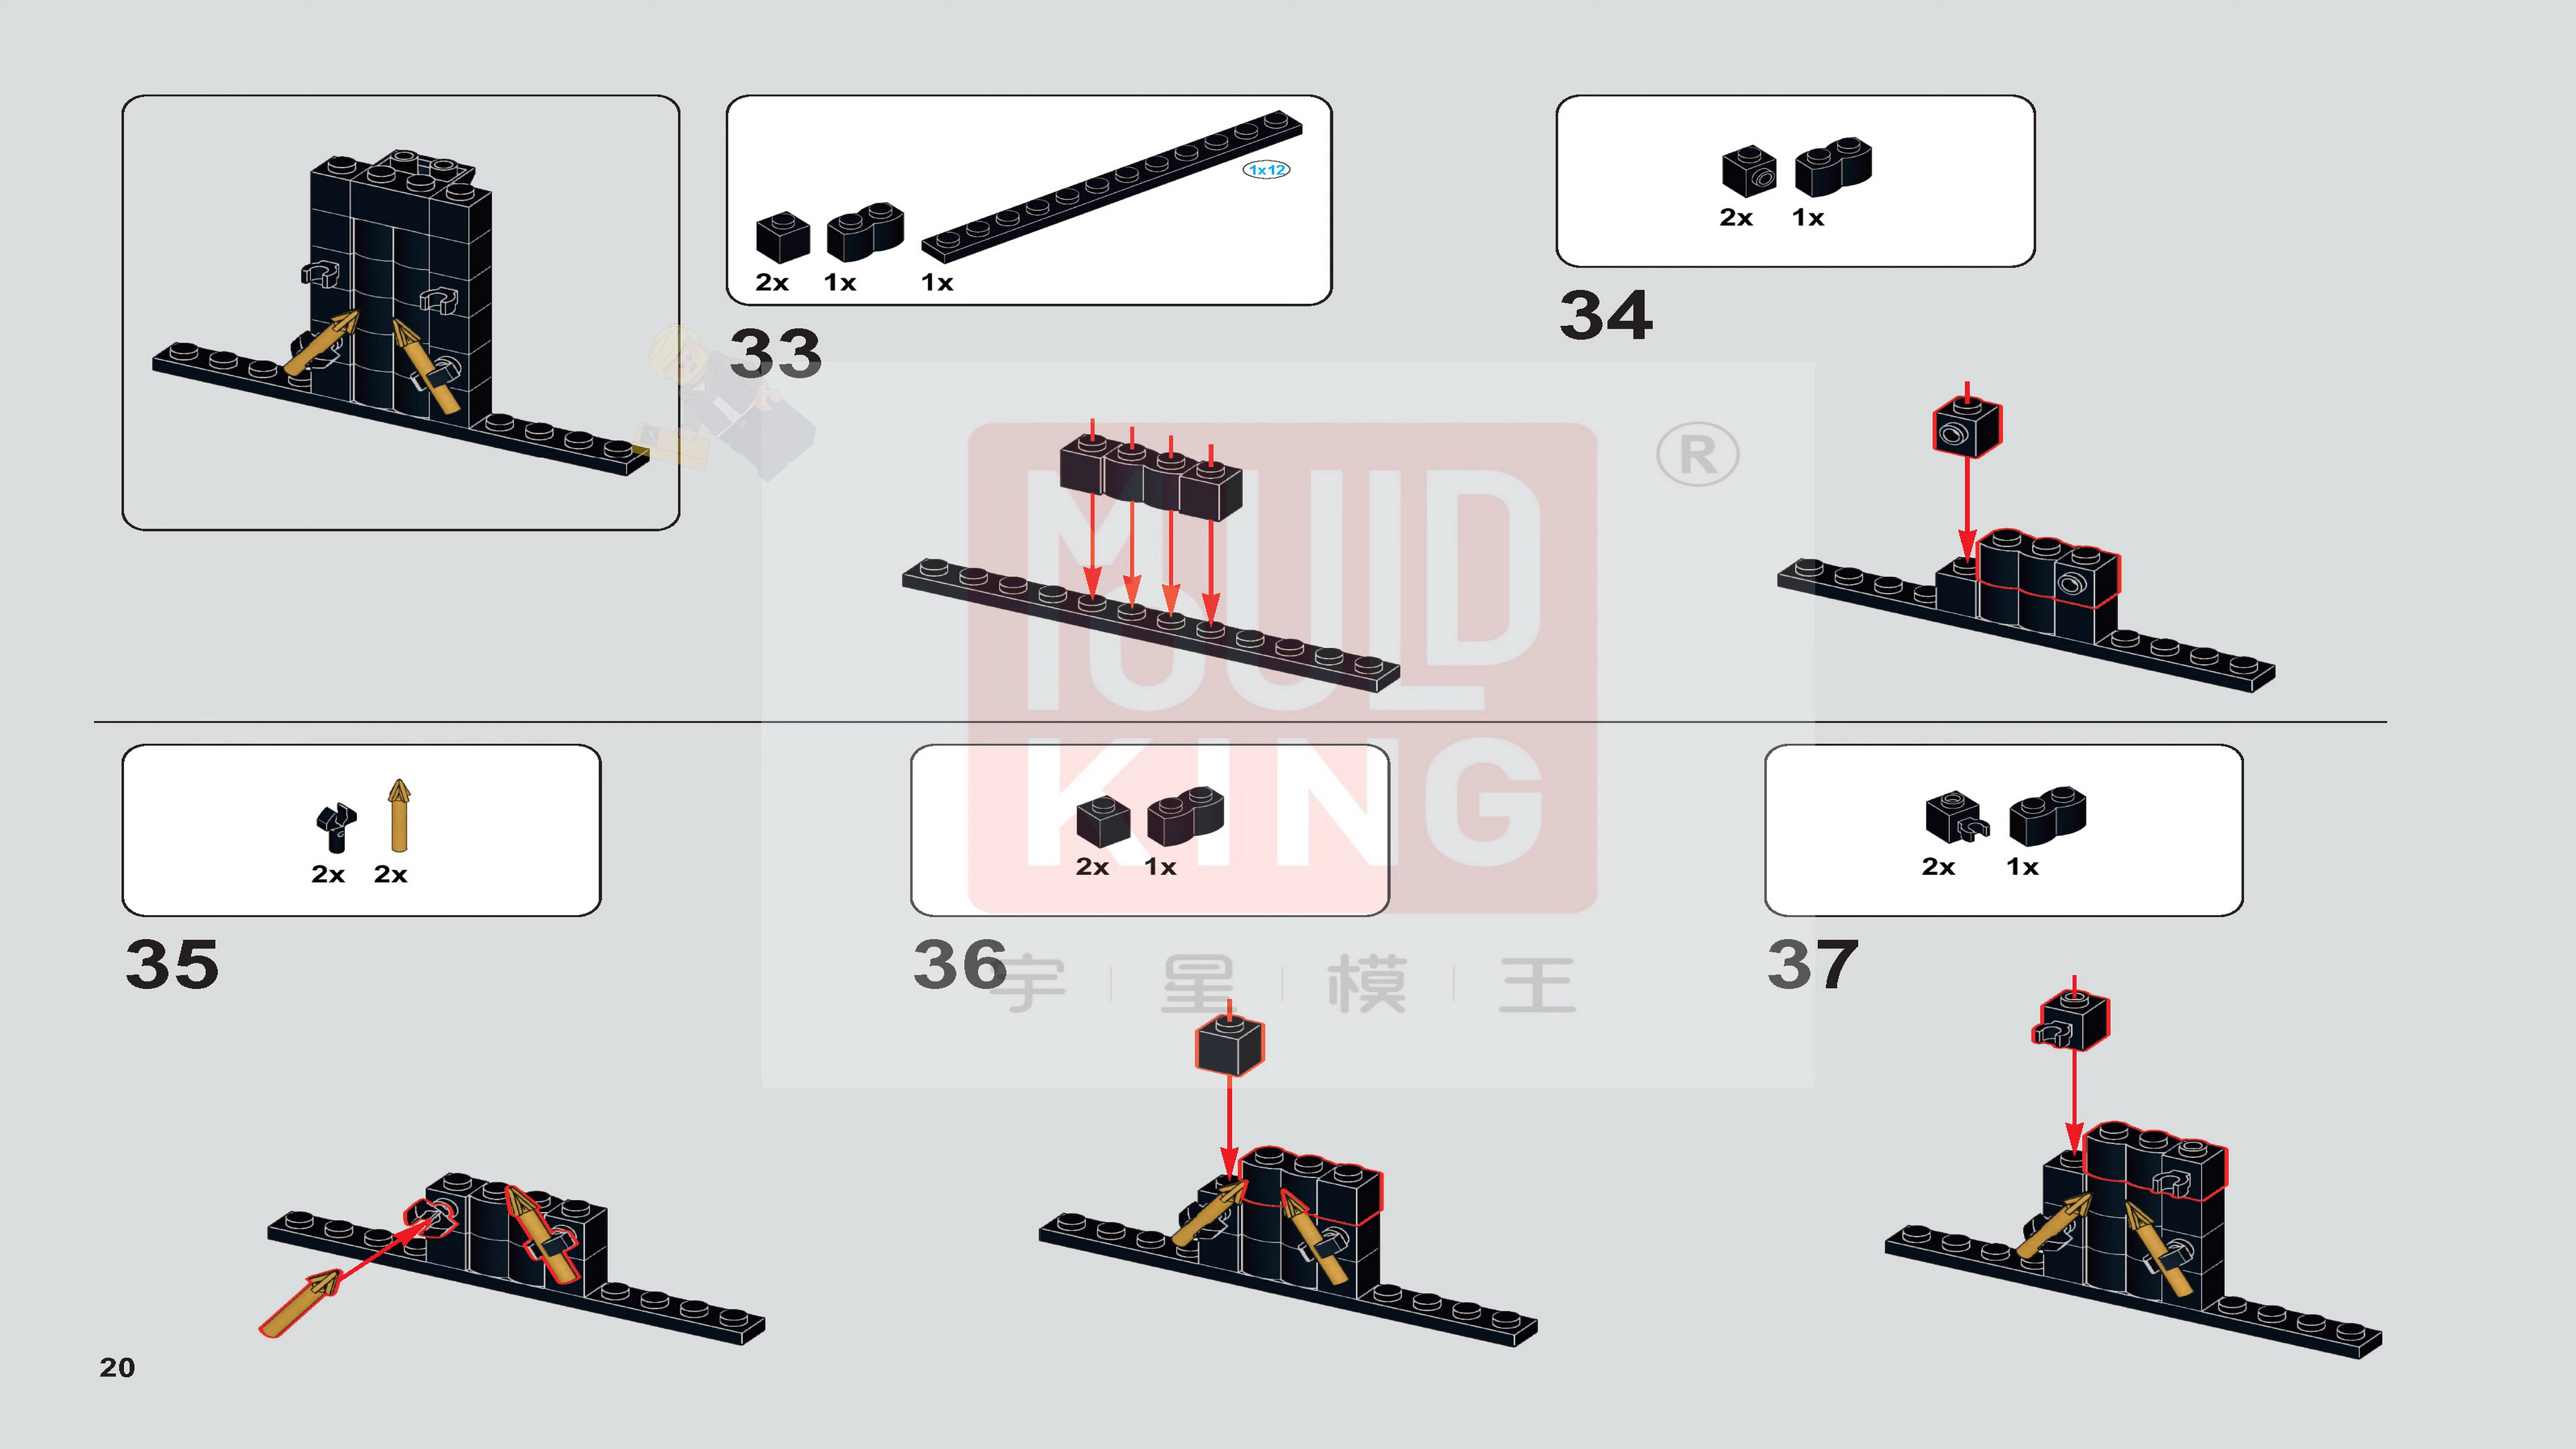 1x12
2x 1x 1x
33
2x 1x
34
®
MOULD
KING
宇 | 星 | 模 | 王
2x 2x
35
2x 1x
36
2x 1x
37
20